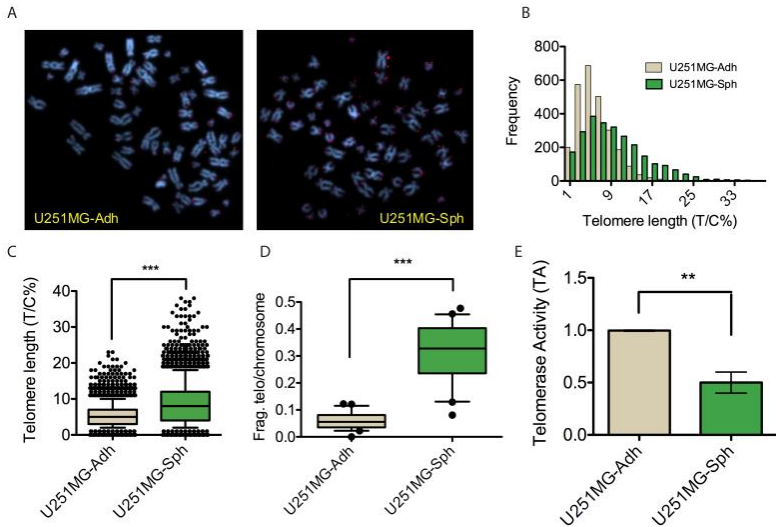 A
U251MG-Adh
U251MG-Sph
B
Frequency
800
600
400
200
0
1
9
17
25
33
Telomere length (T/C%)
U251MG-Adh
U251MG-Sph
C
***
Telomere length (T/C%)
40
30
20
10
0
U251MG-Adh
U251MG-Sph
D
***
Frag. telo/chromosome
0.5
0.4
0.3
0.2
0.1
0.0
U251MG-Adh
U251MG-Sph
E
**
Telomerase Activity (TA)
1.5
1.0
0.5
0.0
U251MG-Adh
U251MG-Sph